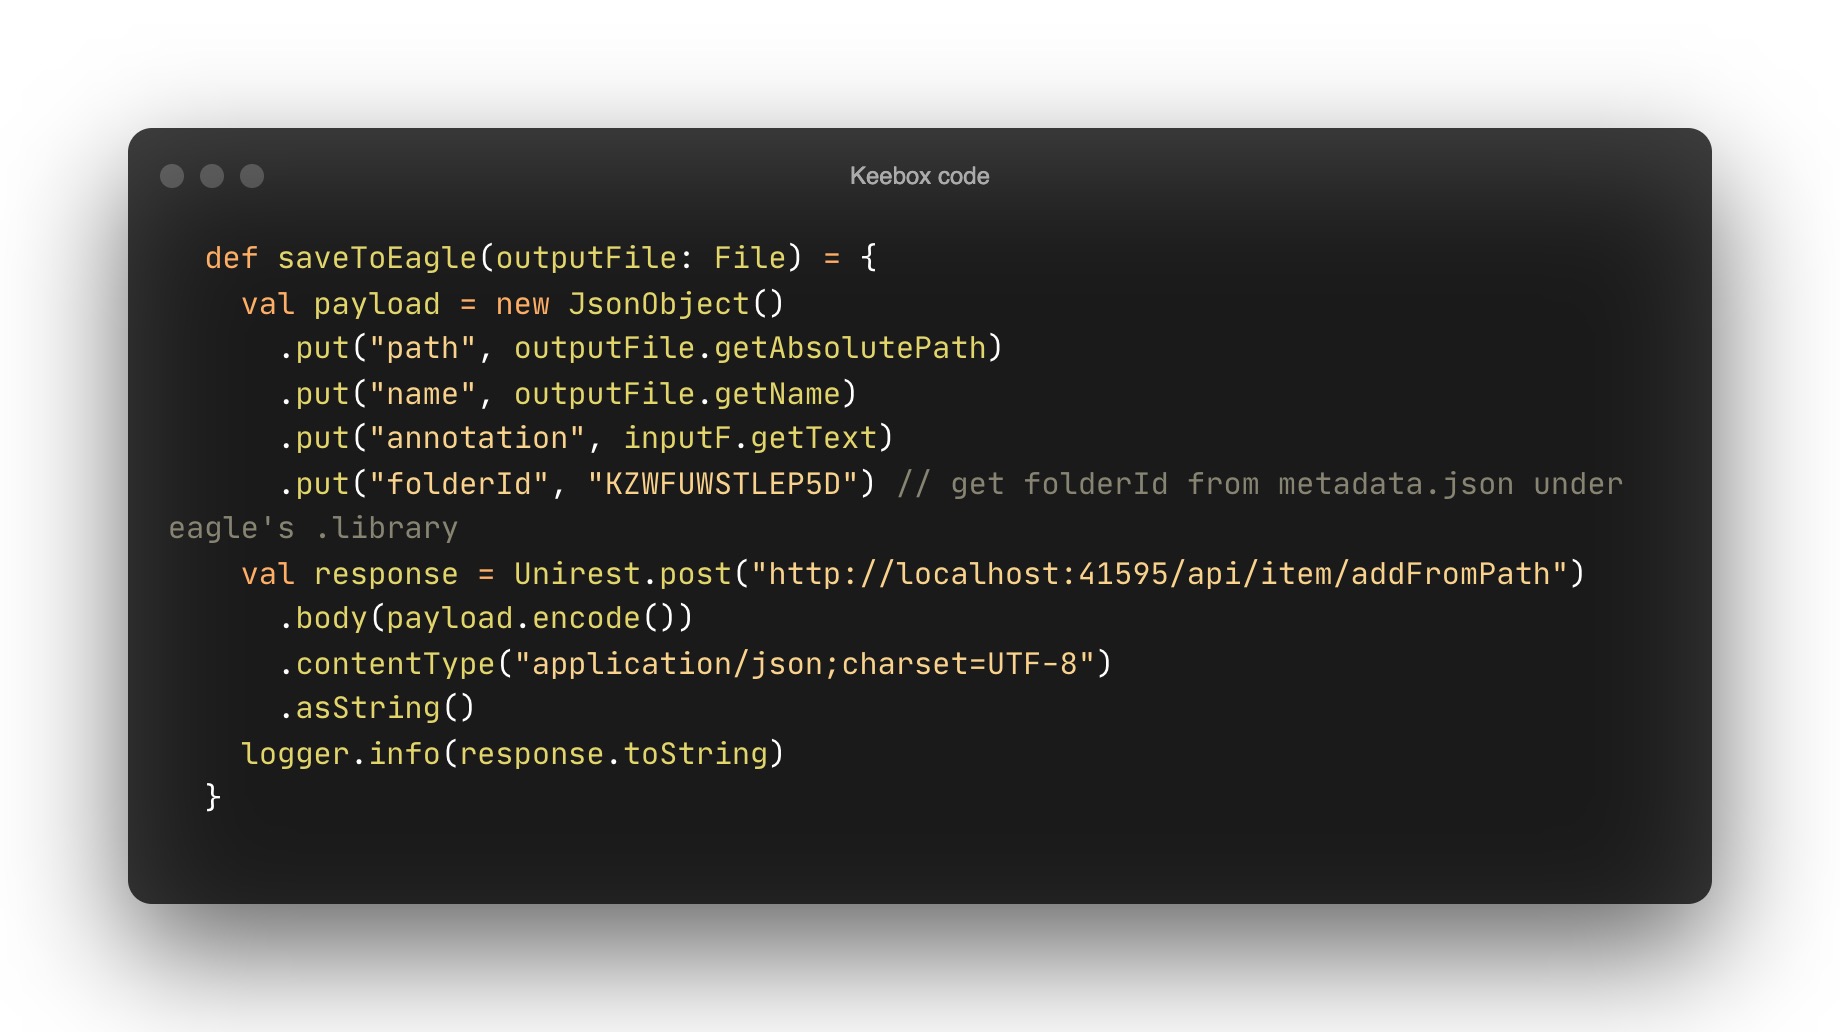 Keebox code
def saveToEagle(outputFile: File) = {
val payload = new JsonObject()
.put("path", outputFile.getAbsolutePath)
.put("name", outputFile.getName)
.put("annotation", inputF.getText)
.put("folderId", "KZWFUWSTLEP5D") // get folderId from metadata.json under
eagle's .library
val response = Unirest.post("http://localhost:41595/api/item/addFromPath")
.body(payload.encode())
.contentType("application/json;charset=UTF-8")
.asString()
logger.info(response.toString)
}